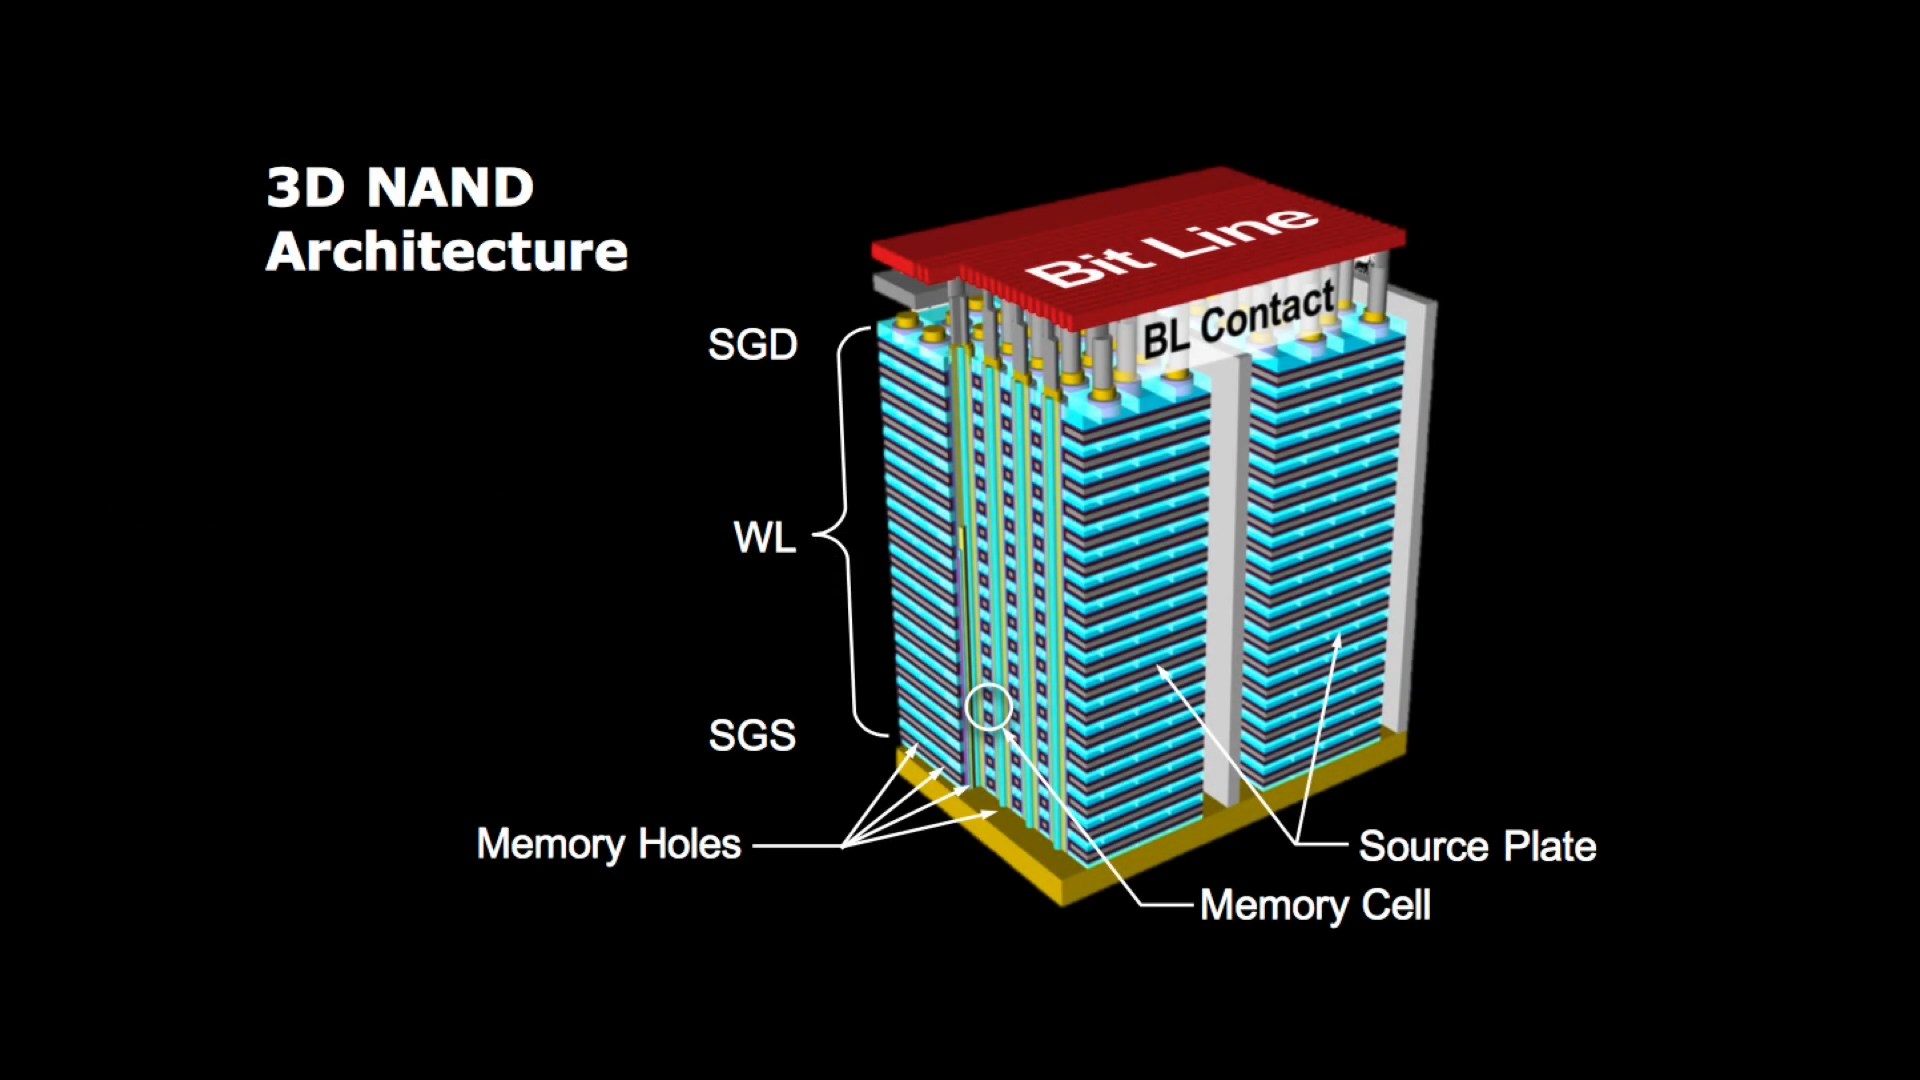 3D NAND
Architecture
Bit Line
BL Contact
SGD
WL
SGS
Memory Holes
Source Plate
Memory Cell